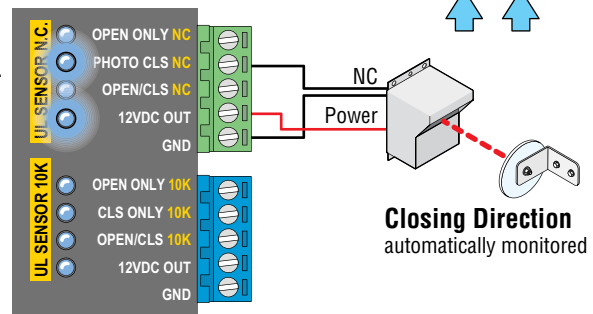 UL SENSOR N.C.
OPEN ONLY NC
PHOTO CLS NC
OPEN/CLS NC
12VDC OUT
GND
NC
Power
UL SENSOR 10K
OPEN ONLY 10K
CLS ONLY 10K
OPEN/CLS 10K
12VDC OUT
GND
Closing Direction
automatically monitored